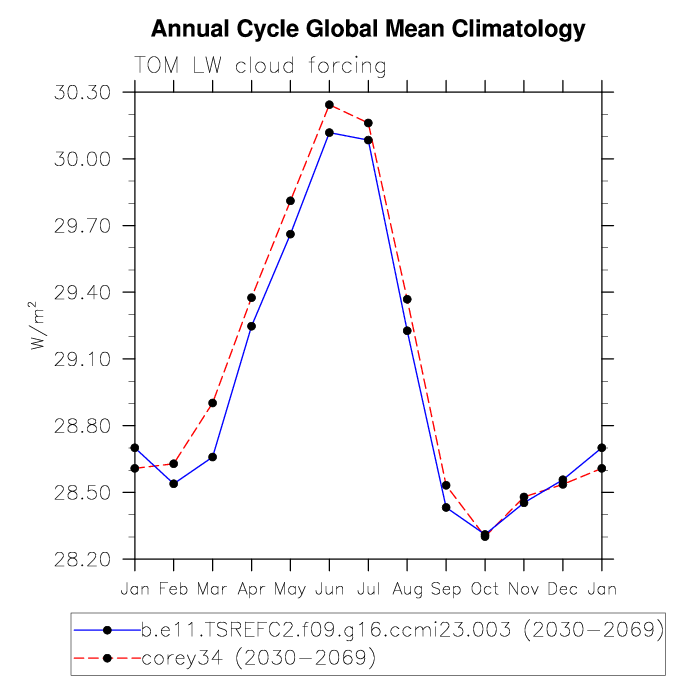 Annual Cycle Global Mean Climatology
TOM LW cloud forcing
30.30
30.00
29.70
29.40
29.10
28.80
28.50
28.20
W/m²
Jan Feb Mar Apr May Jun Jul Aug Sep Oct Nov Dec Jan
b.e11.TSREFC2.f09.g16.ccmi23.003 (2030−2069)
corey34 (2030−2069)